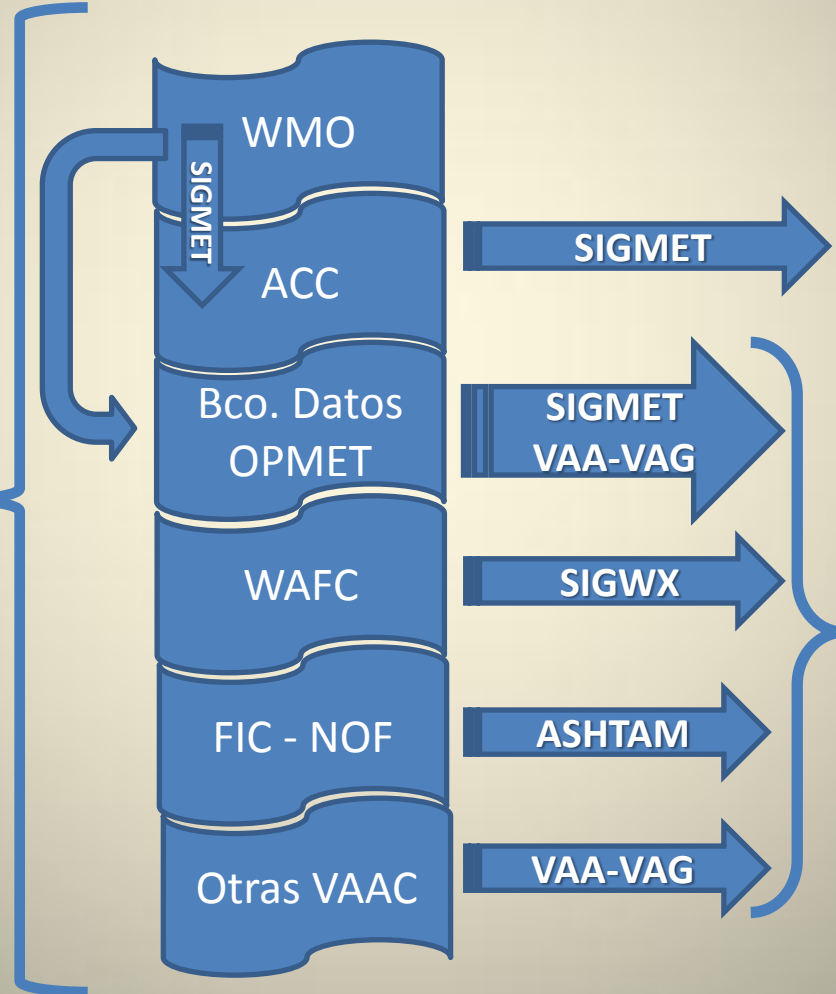 WMO
SIGMET
ACC
SIGMET
Bco. Datos
OPMET
SIGMET
VAA-VAG
WAFC
SIGWX
FIC - NOF
ASHTAM
Otras VAAC
VAA-VAG